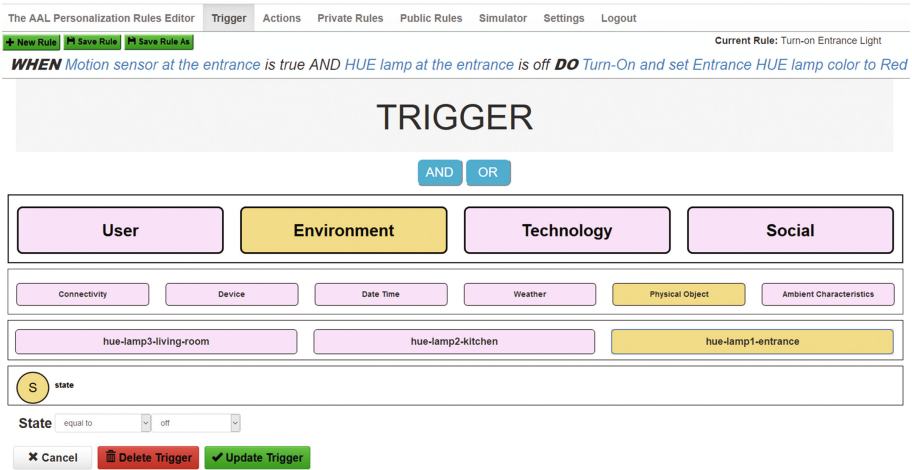 The AAL Personalization Rules Editor Trigger Actions Private Rules Public Rules Simulator Settings Logout
New Rule Save Rule Save Rule As Current Rule: Turn-on Entrance Light
WHEN Motion sensor at the entrance is true AND HUE lamp at the entrance is off DO Turn-On and set Entrance HUE lamp color to Red
TRIGGER
AND OR
User Environment Technology Social
Connectivity Device Date Time Weather Physical Object Ambient Characteristics
hue-lamp3-living-room hue-lamp2-kitchen hue-lamp1-entrance
S state
State equal to off
Cancel Delete Trigger Update Trigger